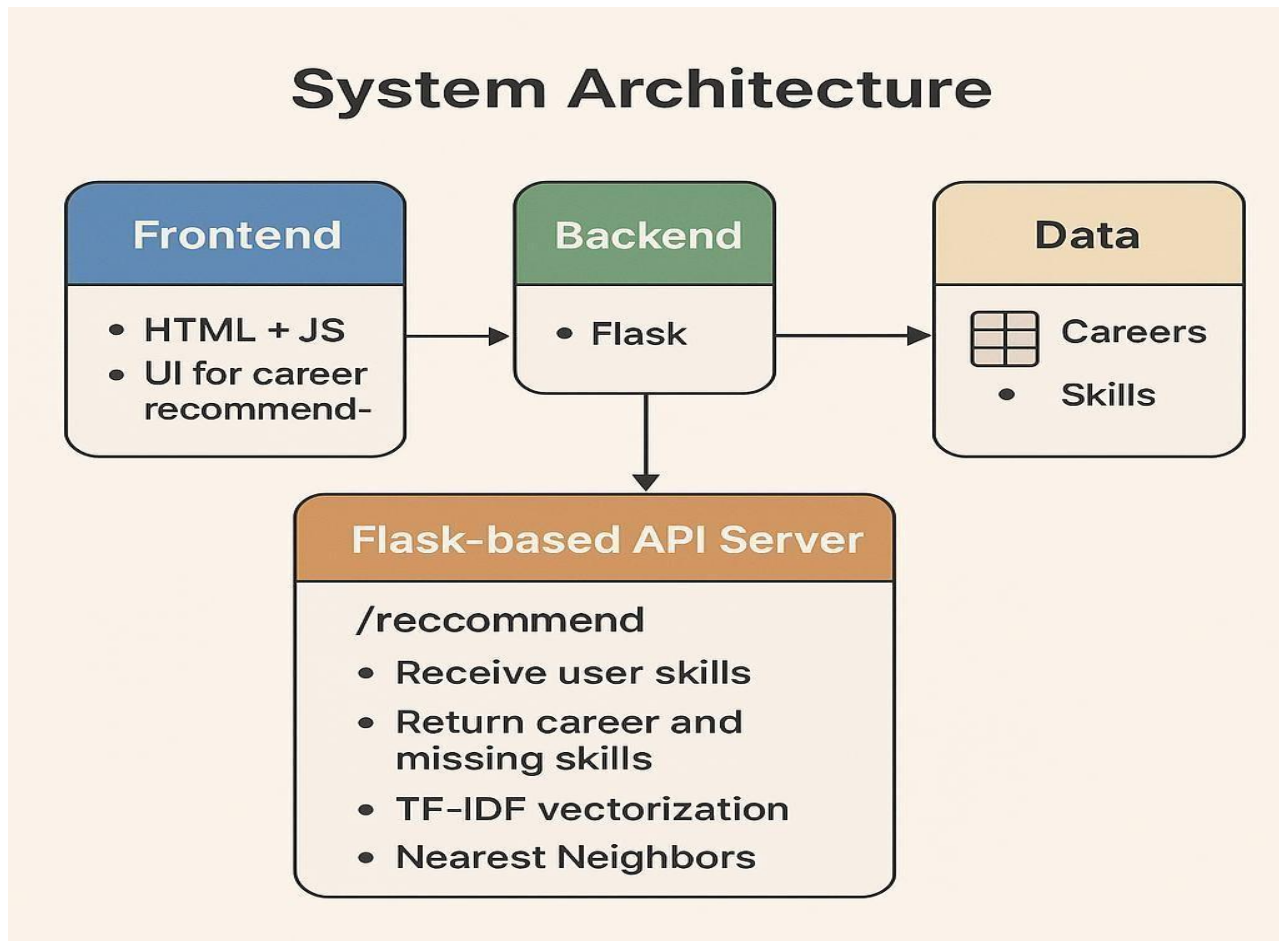 System Architecture
Frontend
• HTML + JS
• UI for career
recommend-
Backend
• Flask
Data
Careers
• Skills
Flask-based API Server
/reccommend
• Receive user skills
• Return career and
missing skills
• TF-IDF vectorization
• Nearest Neighbors